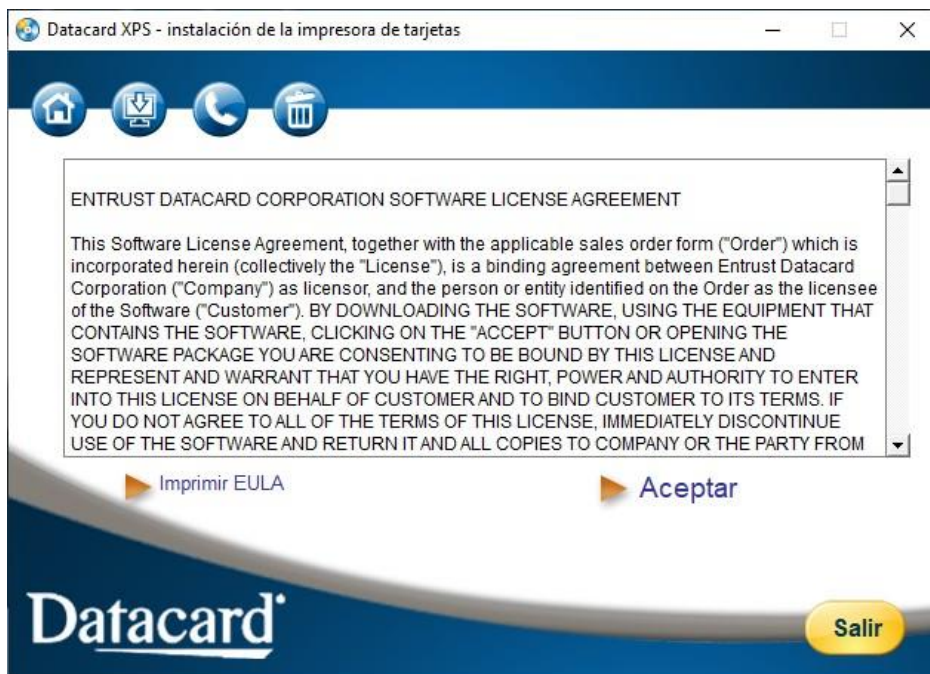 Datacard XPS - instalación de la impresora de tarjetas
ENTRUST DATACARD CORPORATION SOFTWARE LICENSE AGREEMENT
This Software License Agreement, together with the applicable sales order form ("Order") which is
incorporated herein (collectively the "License"), is a binding agreement between Entrust Datacard
Corporation ("Company") as licensor, and the person or entity identified on the Order as the licensee
of the Software ("Customer"). BY DOWNLOADING THE SOFTWARE, USING THE EQUIPMENT THAT
CONTAINS THE SOFTWARE, CLICKING ON THE "ACCEPT" BUTTON OR OPENING THE
SOFTWARE PACKAGE YOU ARE CONSENTING TO BE BOUND BY THIS LICENSE AND
REPRESENT AND WARRANT THAT YOU HAVE THE RIGHT, POWER AND AUTHORITY TO ENTER
INTO THIS LICENSE ON BEHALF OF CUSTOMER AND TO BIND CUSTOMER TO ITS TERMS. IF
YOU DO NOT AGREE TO ALL OF THE TERMS OF THIS LICENSE, IMMEDIATELY DISCONTINUE
USE OF THE SOFTWARE AND RETURN IT AND ALL COPIES TO COMPANY OR THE PARTY FROM
Imprimir EULA
Aceptar
Datacard
Salir